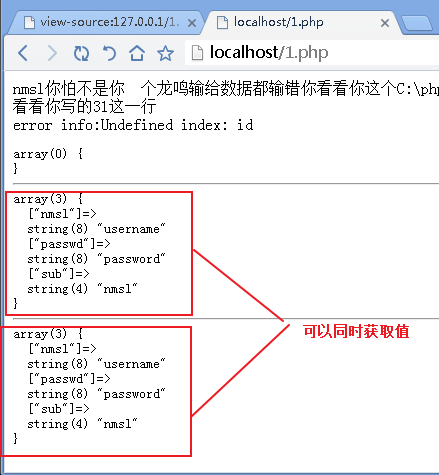 view-source:127.0.0.1/1.
localhost/1.php
localhost/1.php
nmsl你怕不是你 个龙鸣输给数据都输错你看看你这个C:\php
看看你写的31这一行
error info:Undefined index: id
array(0) {
}
array(3) {
["nmsl"]=>
string(8) "username"
["passwd"]=>
string(8) "password"
["sub"]=>
string(4) "nmsl"
}
可以同时获取值
array(3) {
["nmsl"]=>
string(8) "username"
["passwd"]=>
string(8) "password"
["sub"]=>
string(4) "nmsl"
}